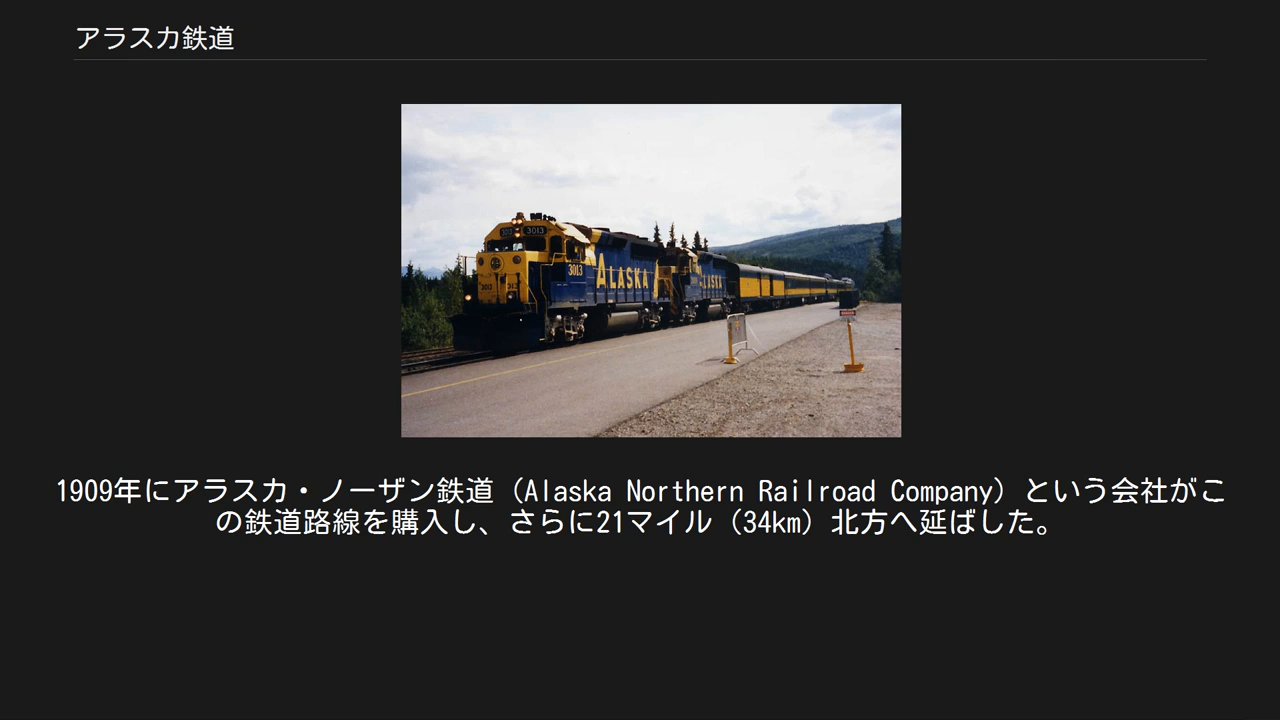 アラスカ鉄道
3013
3013
ALASKA
ALASKA
1909年にアラスカ・ノーザン鉄道（Alaska Northern Railroad Company）という会社がこ
の鉄道路線を購入し、さらに21マイル（34km）北方へ延ばした。